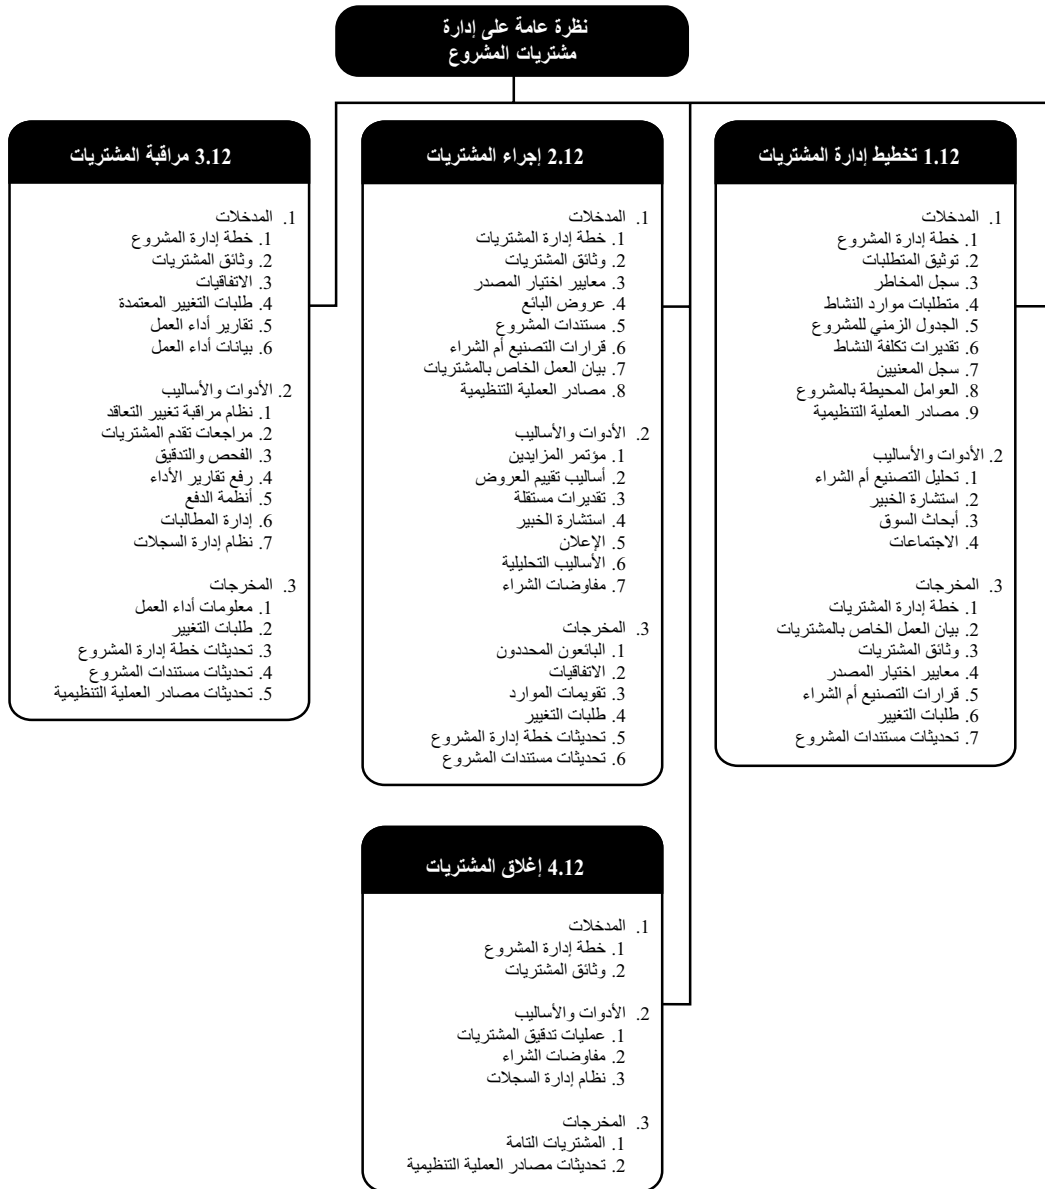 نظرة عامة على إدارة
مشتريات المشروع
1.12 تخطيط إدارة المشتريات
1. المدخلات
1. خطة إدارة المشروع
2. توثيق المتطلبات
3. سجل المخاطر
4. متطلبات موارد النشاط
5. الجدول الزمني للمشروع
6. تقديرات تكلفة النشاط
7. سجل المعنيين
8. العوامل المحيطة بالمشروع
9. مصادر العملية التنظيمية
2. الأدوات والأساليب
1. تحليل التصنيع أم الشراء
2. استشارة الخبير
3. أبحاث السوق
4. الاجتماعات
3. المخرجات
1. خطة إدارة المشتريات
2. بيان العمل الخاص بالمشتريات
3. وثائق المشتريات
4. معايير اختيار المصدر
5. قرارات التصنيع أم الشراء
6. طلبات التغيير
7. تحديثات مستندات المشروع
2.12 إجراء المشتريات
1. المدخلات
1. خطة إدارة المشتريات
2. وثائق المشتريات
3. معايير اختيار المصدر
4. عروض البائع
5. مستندات المشروع
6. قرارات التصنيع أم الشراء
7. بيان العمل الخاص بالمشتريات
8. مصادر العملية التنظيمية
2. الأدوات والأساليب
1. مؤتمر المزايدين
2. أساليب تقييم العروض
3. تقديرات مستقلة
4. استشارة الخبير
5. الإعلان
6. الأساليب التحليلية
7. مفاوضات الشراء
3. المخرجات
1. البائعون المحددون
2. الاتفاقيات
3. تقويمات الموارد
4. طلبات التغيير
5. تحديثات خطة إدارة المشروع
6. تحديثات مستندات المشروع
3.12 مراقبة المشتريات
1. المدخلات
1. خطة إدارة المشروع
2. وثائق المشتريات
3. الاتفاقيات
4. طلبات التغيير المعتمدة
5. تقارير أداء العمل
6. بيانات أداء العمل
2. الأدوات والأساليب
1. نظام مراقبة تغيير التعاقد
2. مراجعات تقدم المشتريات
3. الفحص والتدقيق
4. رفع تقارير الأداء
5. أنظمة الدفع
6. إدارة المطالبات
7. نظام إدارة السجلات
3. المخرجات
1. معلومات أداء العمل
2. طلبات التغيير
3. تحديثات خطة إدارة المشروع
4. تحديثات مستندات المشروع
5. تحديثات مصادر العملية التنظيمية
4.12 إغلاق المشتريات
1. المدخلات
1. خطة إدارة المشروع
2. وثائق المشتريات
2. الأدوات والأساليب
1. عمليات تدقيق المشتريات
2. مفاوضات الشراء
3. نظام إدارة السجلات
3. المخرجات
1. المشتريات التامة
2. تحديثات مصادر العملية التنظيمية